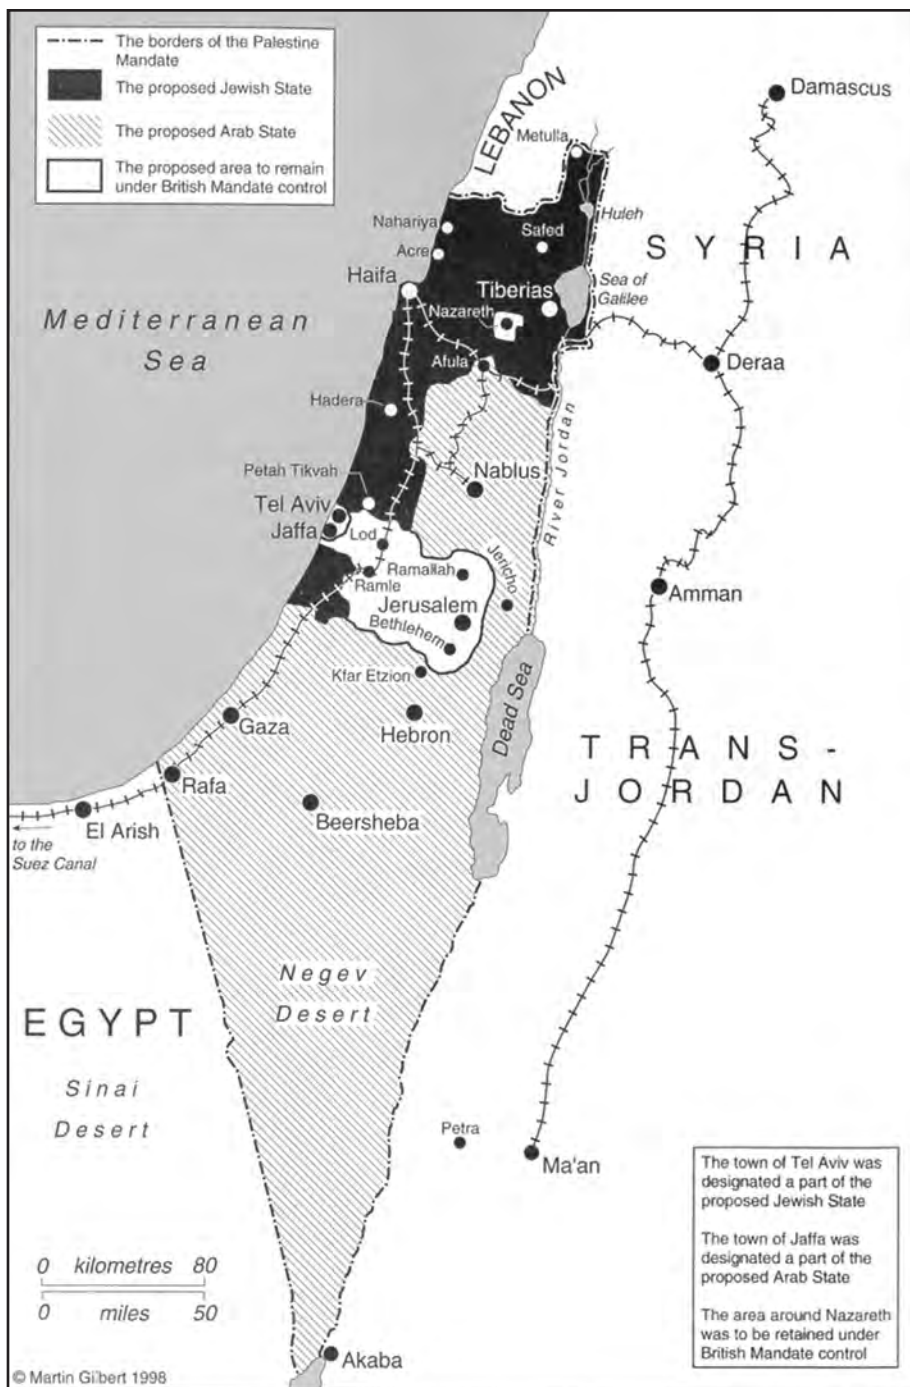 The borders of the Palestine
Mandate
The proposed Jewish State
The proposed Arab State
The proposed area to remain
under British Mandate control
Damascus
LEBANON
Metulla
Huleh
Nahariya
Safed
SYRIA
Acre
Haifa
Sea of
Galilee
Tiberias
Nazareth
Mediterranean
Sea
Afula
Deraa
Hadera
River Jordan
Petah Tikvah
Nablus
Tel Aviv
Jaffa
Lod
Jericho
Ramallah
Ramle
Amman
Jerusalem
Bethlehem
Kfar Etzion
Dead Sea
Gaza
Hebron
TRANS-
JORDAN
Rafa
Beersheba
El Arish
to the
Suez Canal
Negev
Desert
EGYPT
Sinai
Desert
Petra
Ma'an
The town of Tel Aviv was
designated a part of the
proposed Jewish State
The town of Jaffa was
designated a part of the
proposed Arab State
The area around Nazareth
was to be retained under
British Mandate control
0 kilometres 80
0 miles 50
Akaba
© Martin Gilbert 1998